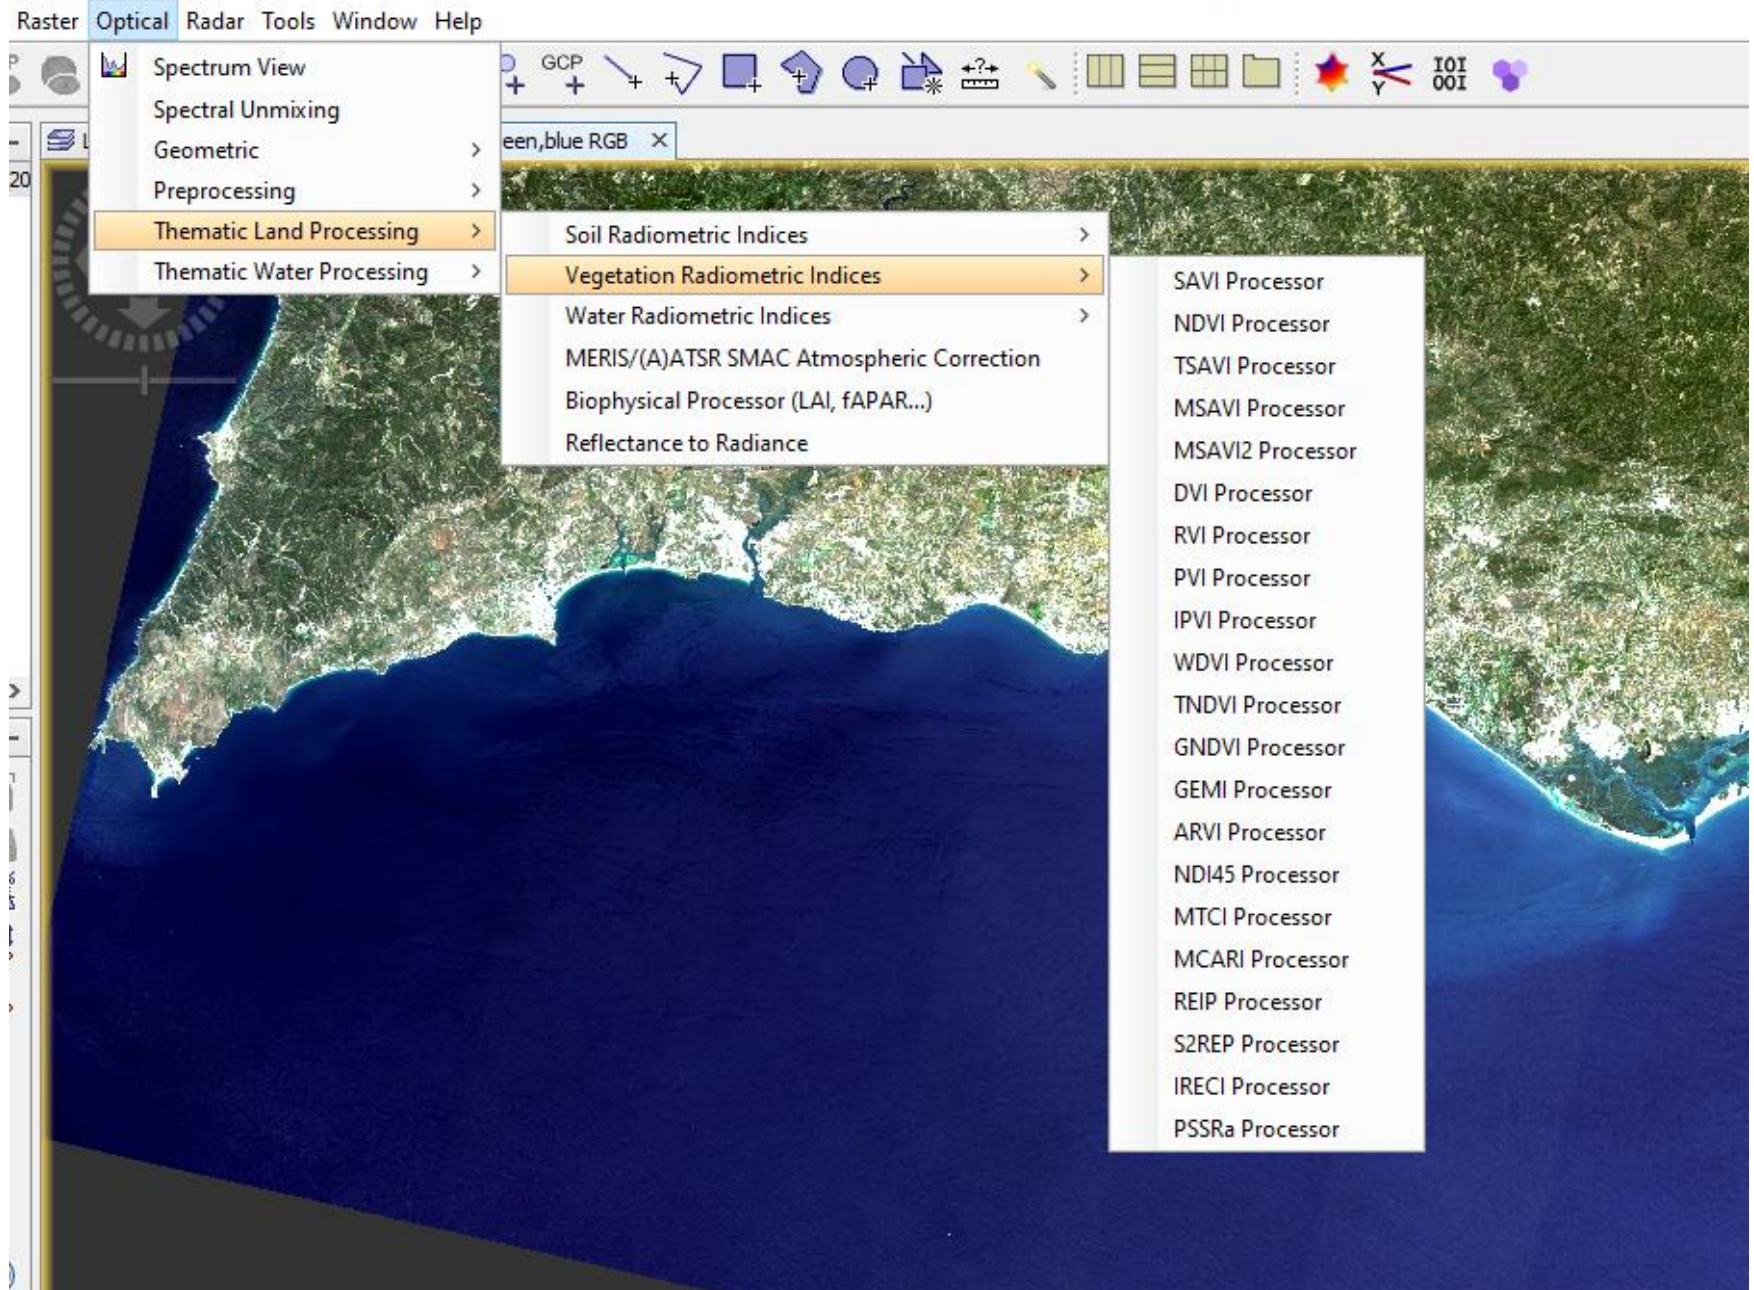 Raster Optical Radar Tools Window Help
Spectrum View
Spectral Unmixing
Geometric
Preprocessing
Thematic Land Processing
Thematic Water Processing
GCP
X
Y
IOI
OOI
L
een,blue RGB
20
Soil Radiometric Indices
Vegetation Radiometric Indices
Water Radiometric Indices
MERIS/(A)ATSR SMAC Atmospheric Correction
Biophysical Processor (LAI, fAPAR...)
Reflectance to Radiance
SAVI Processor
NDVI Processor
TSAVI Processor
MSAVI Processor
MSAVI2 Processor
DVI Processor
RVI Processor
PVI Processor
IPVI Processor
WDVI Processor
TNDVI Processor
GNDVI Processor
GEMI Processor
ARVI Processor
NDI45 Processor
MTCI Processor
MCARI Processor
REIP Processor
S2REP Processor
IRECI Processor
PSSRa Processor